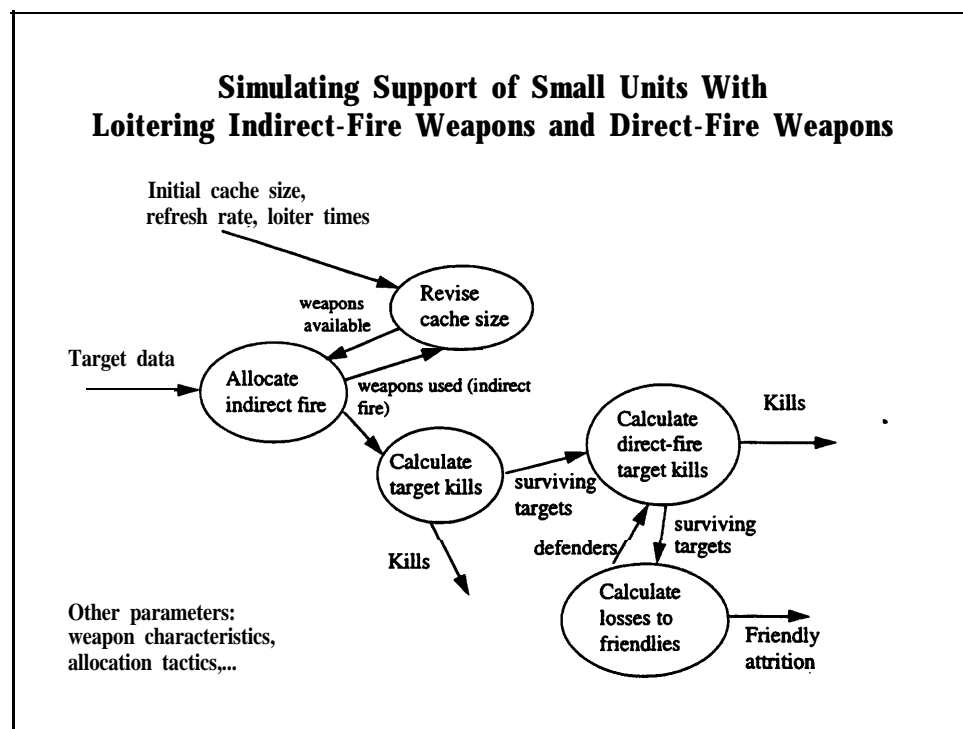 Simulating Support of Small Units With
Loitering Indirect-Fire Weapons and Direct-Fire Weapons
Initial cache size,
refresh rate, loiter times
Revise
cache size
weapons
available
Target data
Allocate
indirect fire
weapons used (indirect
fire)
Calculate
target kills
surviving
targets
Calculate
direct-fire
target kills
Kills
Kills
defenders
surviving
targets
Calculate
losses to
friendlies
Friendly
attrition
Other parameters:
weapon characteristics,
allocation tactics,...